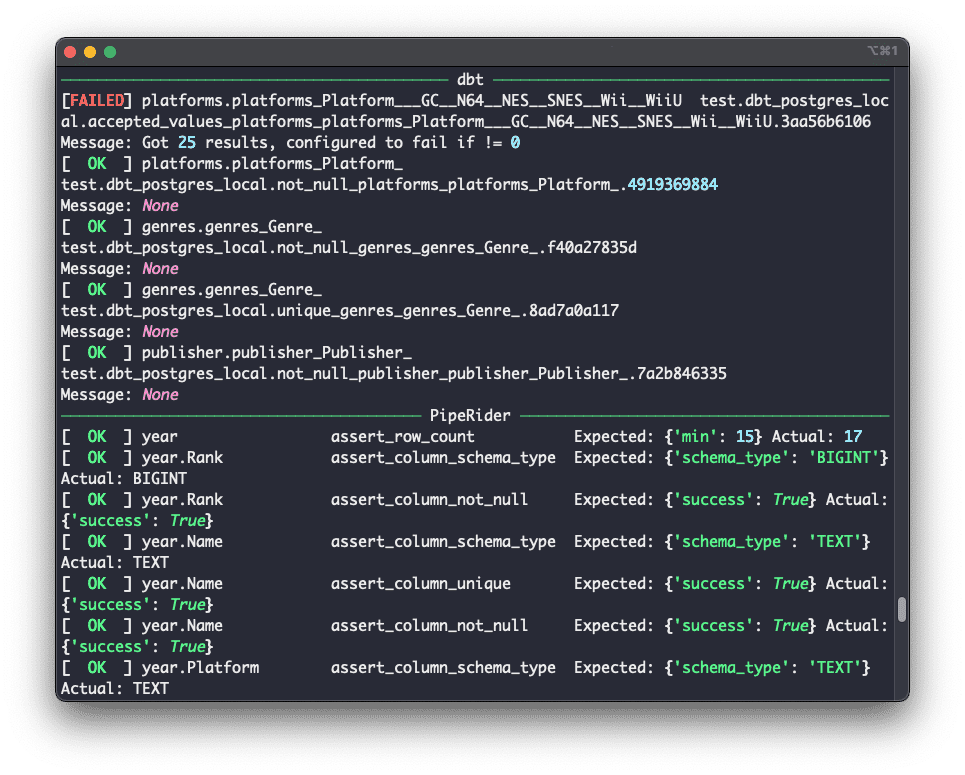 ⌥⌘1
dbt
[FAILED] platforms.platforms_Platform___GC__N64__NES__SNES__Wii__WiiU  test.dbt_postgres_loc
al.accepted_values_platforms_platforms_Platform___GC__N64__NES__SNES__Wii__WiiU.3aa56b6106
Message: Got 25 results, configured to fail if != 0
[  OK  ] platforms.platforms_Platform_
test.dbt_postgres_local.not_null_platforms_platforms_Platform_.4919369884
Message: None
[  OK  ] genres.genres_Genre_
test.dbt_postgres_local.not_null_genres_genres_Genre_.f40a27835d
Message: None
[  OK  ] genres.genres_Genre_
test.dbt_postgres_local.unique_genres_genres_Genre_.8ad7a0a117
Message: None
[  OK  ] publisher.publisher_Publisher_
test.dbt_postgres_local.not_null_publisher_publisher_Publisher_.7a2b846335
Message: None
PipeRider
[  OK  ] year                 assert_row_count           Expected: {'min': 15} Actual: 17
[  OK  ] year.Rank            assert_column_schema_type  Expected: {'schema_type': 'BIGINT'}
Actual: BIGINT
[  OK  ] year.Rank            assert_column_not_null     Expected: {'success': True} Actual:
{'success': True}
[  OK  ] year.Name            assert_column_schema_type  Expected: {'schema_type': 'TEXT'}
Actual: TEXT
[  OK  ] year.Name            assert_column_unique       Expected: {'success': True} Actual:
{'success': True}
[  OK  ] year.Name            assert_column_not_null     Expected: {'success': True} Actual:
{'success': True}
[  OK  ] year.Platform        assert_column_schema_type  Expected: {'schema_type': 'TEXT'}
Actual: TEXT